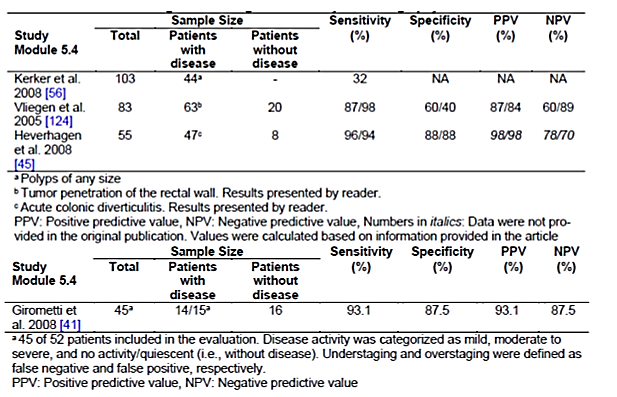 Study Module 5.4 Sample Size Sensitivity (%) Specificity (%) PPV (%) NPV (%)
Total Patients with disease Patients without disease
Kerker et al. 2008 [56] 103 44ᵃ - 32 NA NA NA
Vliegen et al. 2005 [124] 83 63ᵇ 20 87/98 60/40 87/84 60/89
Heverhagen et al. 2008 [45] 55 47ᶜ 8 96/94 88/88 98/98 78/70
ᵃ Polyps of any size
ᵇ Tumor penetration of the rectal wall. Results presented by reader.
ᶜ Acute colonic diverticulitis. Results presented by reader.
PPV: Positive predictive value, NPV: Negative predictive value, Numbers in italics: Data were not pro-
vided in the original publication. Values were calculated based on information provided in the article
Study Module 5.4 Sample Size Sensitivity (%) Specificity (%) PPV (%) NPV (%)
Total Patients with disease Patients without disease
Girometti et al. 2008 [41] 45ᵃ 14/15ᵃ 16 93.1 87.5 93.1 87.5
ᵃ 45 of 52 patients included in the evaluation. Disease activity was categorized as mild, moderate to
severe, and no activity/quiescent (i.e., without disease). Understaging and overstaging were defined as
false negative and false positive, respectively.
PPV: Positive predictive value, NPV: Negative predictive value